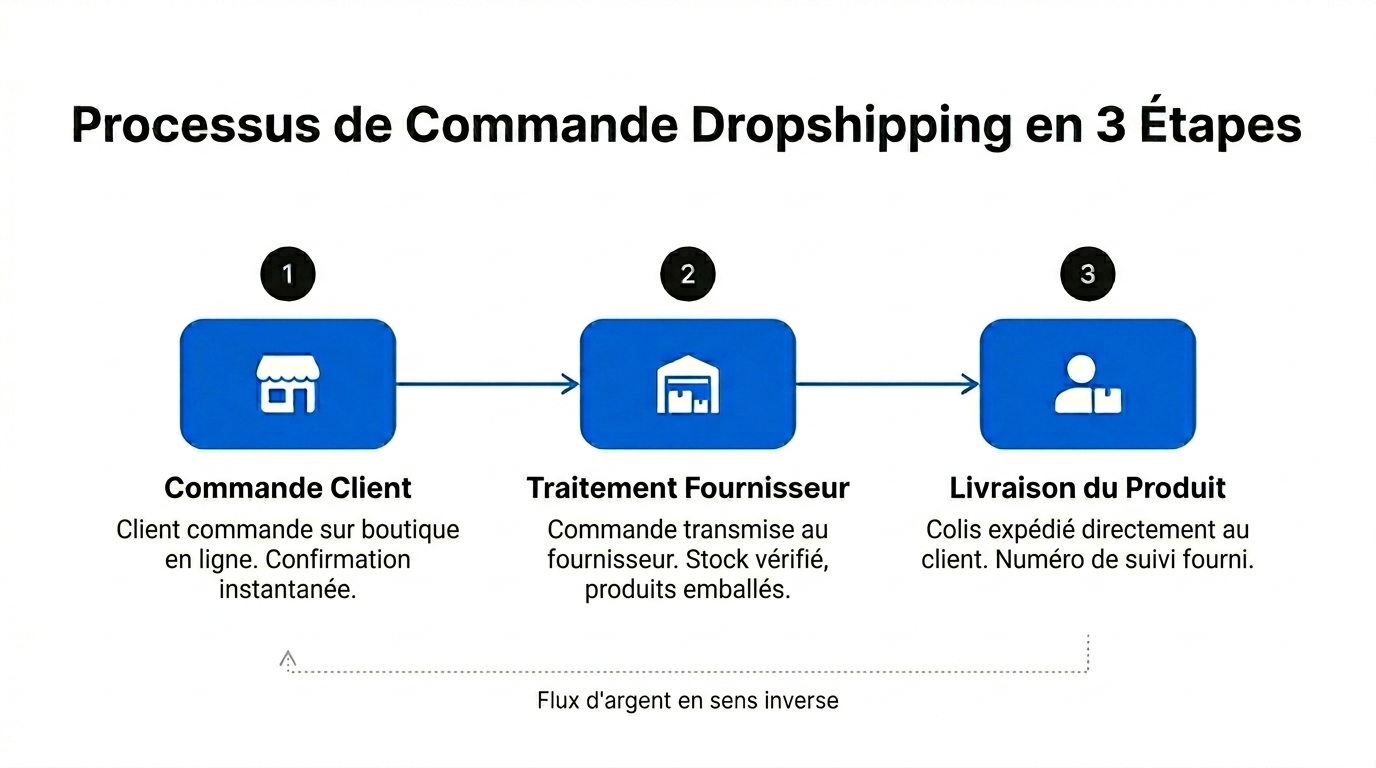 Processus de Commande Dropshipping en 3 Étapes
1
2
3
Commande Client
Client commande sur boutique
en ligne. Confirmation
instantanée.
Traitement Fournisseur
Commande transmise au
fournisseur. Stock vérifié,
produits emballés.
Livraison du Produit
Colis expédié directement au
client. Numéro de suivi fourni.
Flux d'argent en sens inverse